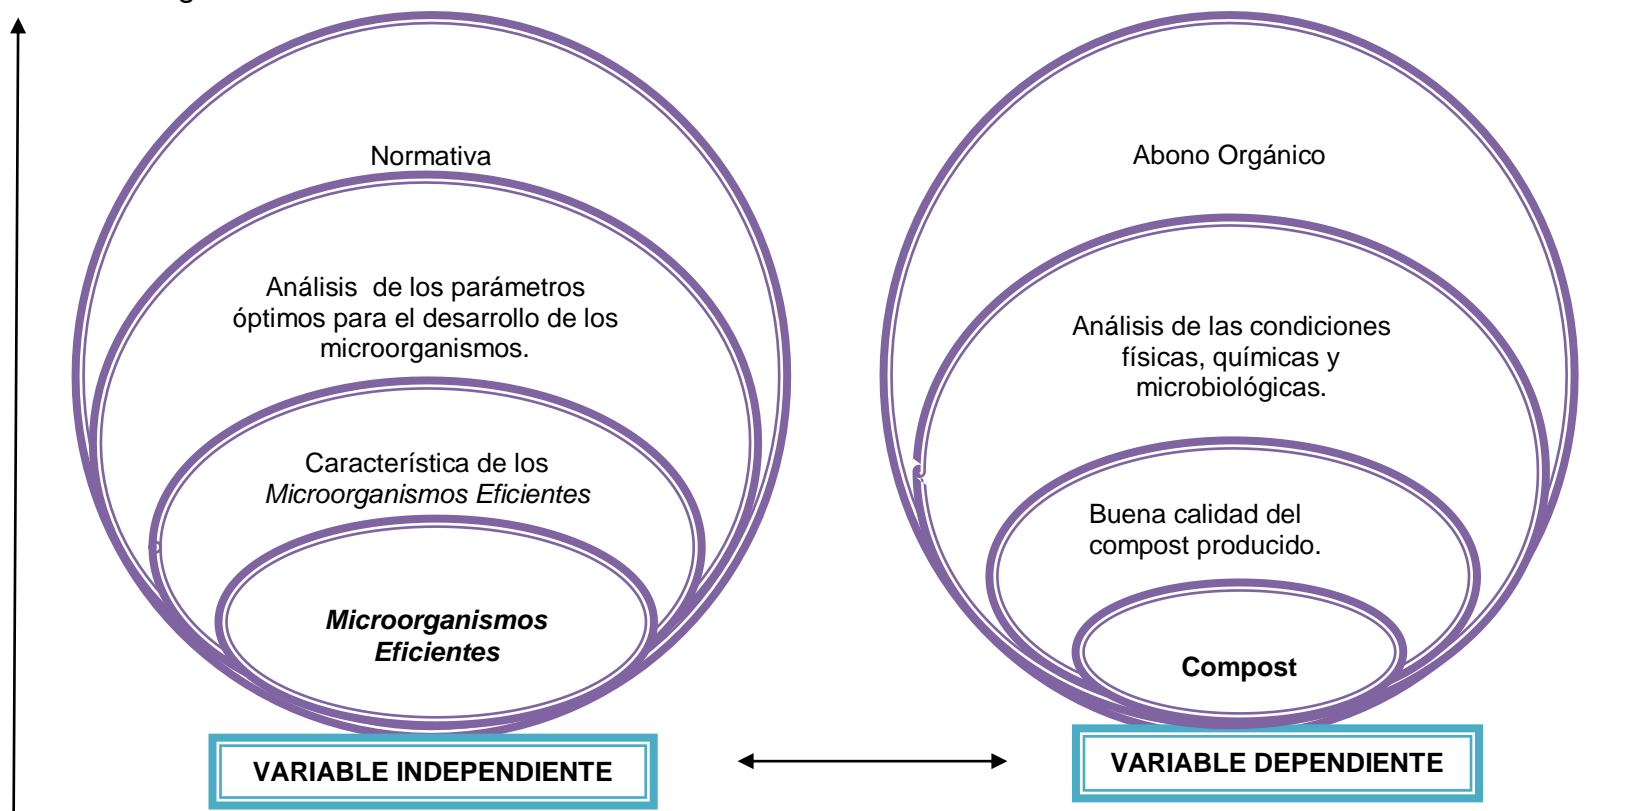 Normativa
Análisis de los parámetros
óptimos para el desarrollo de los
microorganismos.
Característica de los
Microorganismos Eficientes
Microorganismos
Eficientes
VARIABLE INDEPENDIENTE
Abono Orgánico
Análisis de las condiciones
físicas, químicas y
microbiológicas.
Buena calidad del
compost producido.
Compost
VARIABLE DEPENDIENTE